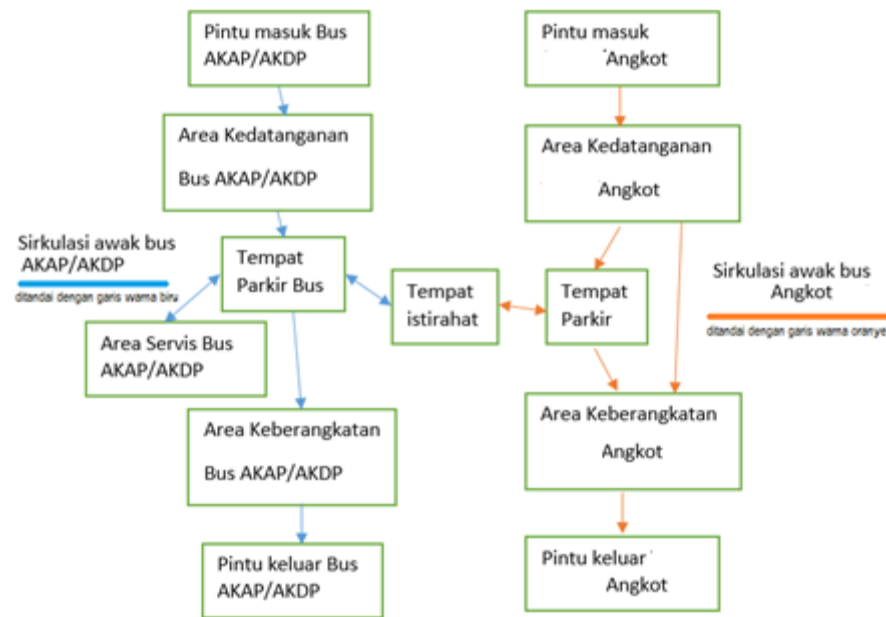 Pintu masuk Bus
AKAP/AKDP
Pintu masuk
Angkot
Area Kedatanganan
Bus AKAP/AKDP
Area Kedatanganan
Angkot
Sirkulasi awak bus
AKAP/AKDP
ditandai dengan garis warna biru
Tempat
Parkir Bus
Tempat
istirahat
Tempat
Parkir
Sirkulasi awak bus
Angkot
ditandai dengan garis warna oranye
Area Servis Bus
AKAP/AKDP
Area Keberangkatan
Bus AKAP/AKDP
Area Keberangkatan
Angkot
Pintu keluar Bus
AKAP/AKDP
Pintu keluar
Angkot